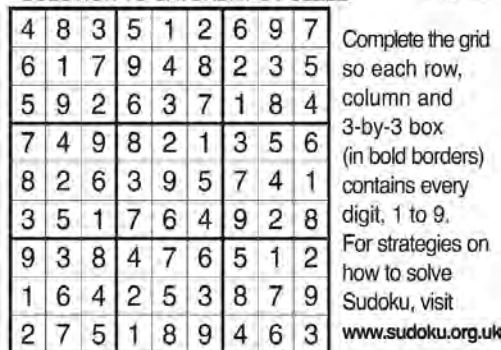 4 8 3 5 1 2 6 9 7
6 1 7 9 4 8 2 3 5
5 9 2 6 3 7 1 8 4
7 4 9 8 2 1 3 5 6
8 2 6 3 9 5 7 4 1
3 5 1 7 6 4 9 2 8
9 3 8 4 7 6 5 1 2
1 6 4 2 5 3 8 7 9
2 7 5 1 8 9 4 6 3
Complete the grid
so each row,
column and
3-by-3 box
(in bold borders)
contains every
digit, 1 to 9.
For strategies on
how to solve
Sudoku, visit
www.sudoku.org.uk